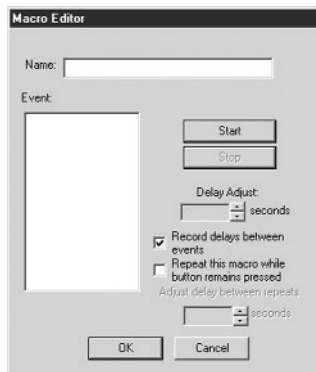 Macro Editor
Name:
Event:
Start
Stop
Delay Adjust:
seconds
Record delays between
events
Repeat this macro while
button remains pressed
Adjust delay between repeats
seconds
OK
Cancel